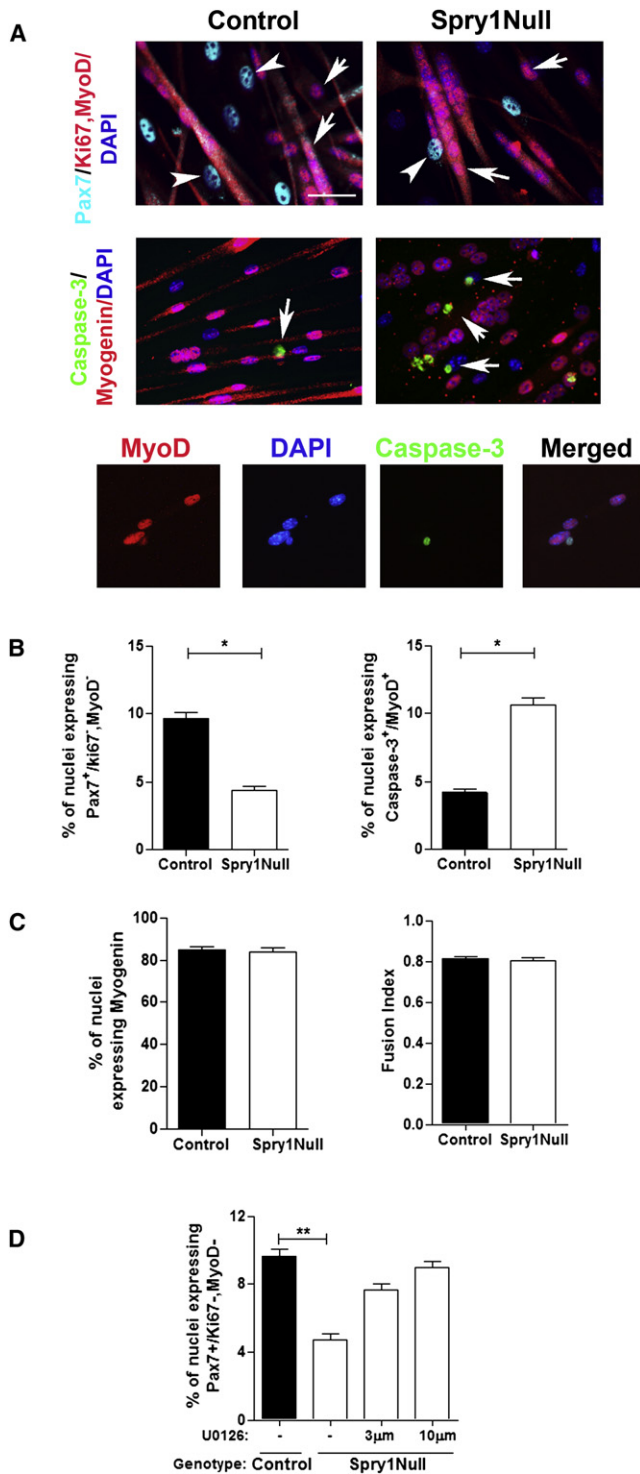 A
Control
Spry1Null
Pax7/Ki67,MyoD/
DAPI
Caspase-3/
Myogenin/DAPI
MyoD
DAPI
Caspase-3
Merged
B
% of nuclei expressing
Pax7+/ki67-,MyoD-
15
10
5
0
*
Control
Spry1Null
% of nuclei expressing
Caspase-3+/MyoD+
15
10
5
0
*
Control
Spry1Null
C
% of nuclei
expressing Myogenin
100
80
60
40
20
0
Control
Spry1Null
Fusion Index
1.0
0.8
0.6
0.4
0.2
0.0
Control
Spry1Null
D
% of nuclei expressing
Pax7+/Ki67-,MyoD-
12
8
4
0
**
U0126: - - 3μm 10μm
Genotype: Control Spry1Null